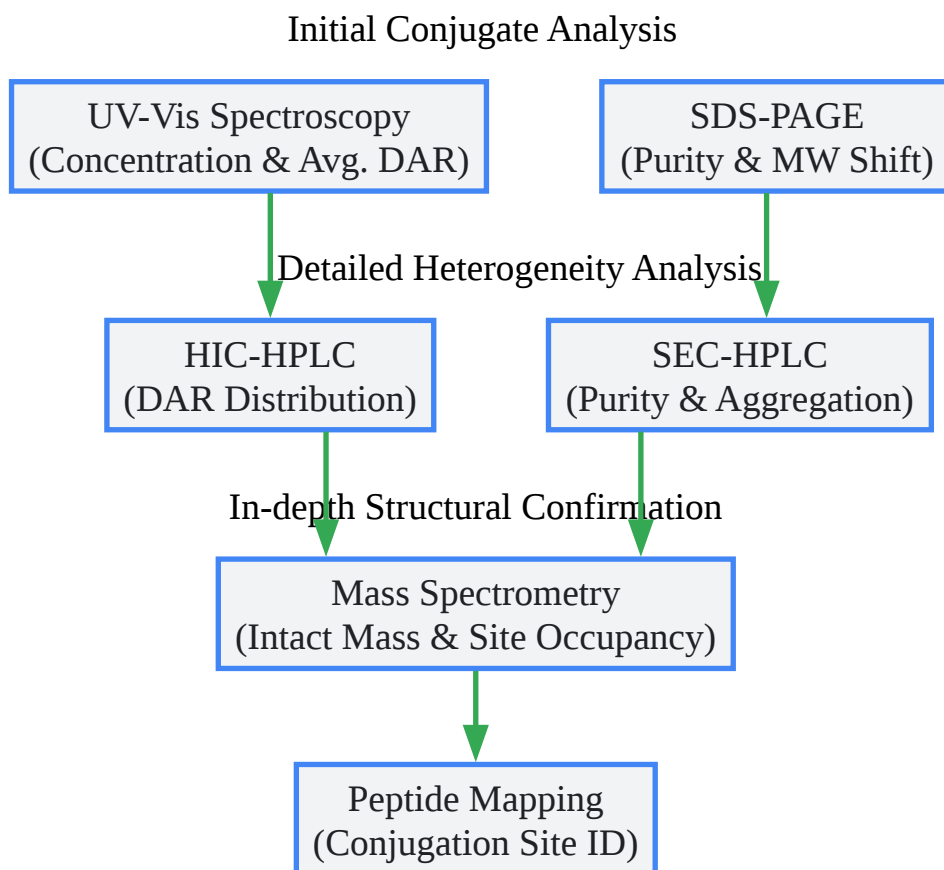 Initial Conjugate Analysis
UV-Vis Spectroscopy
(Concentration & Avg. DAR)
SDS-PAGE
(Purity & MW Shift)
Detailed Heterogeneity Analysis
HIC-HPLC
(DAR Distribution)
SEC-HPLC
(Purity & Aggregation)
In-depth Structural Confirmation
Mass Spectrometry
(Intact Mass & Site Occupancy)
Peptide Mapping
(Conjugation Site ID)